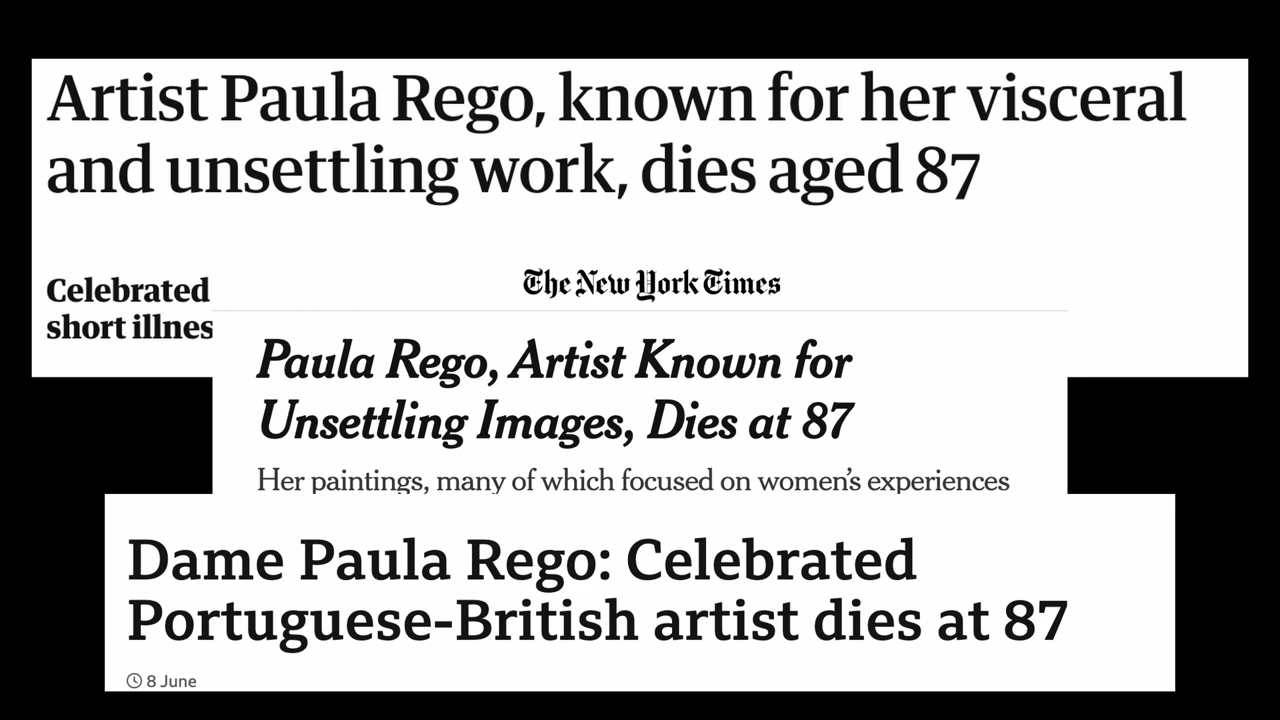 Artist Paula Rego, known for her visceral
and unsettling work, dies aged 87
Celebrated
short illnes
The New York Times
Paula Rego, Artist Known for
Unsettling Images, Dies at 87
Her paintings, many of which focused on women’s experiences
Dame Paula Rego: Celebrated
Portuguese-British artist dies at 87
8 June